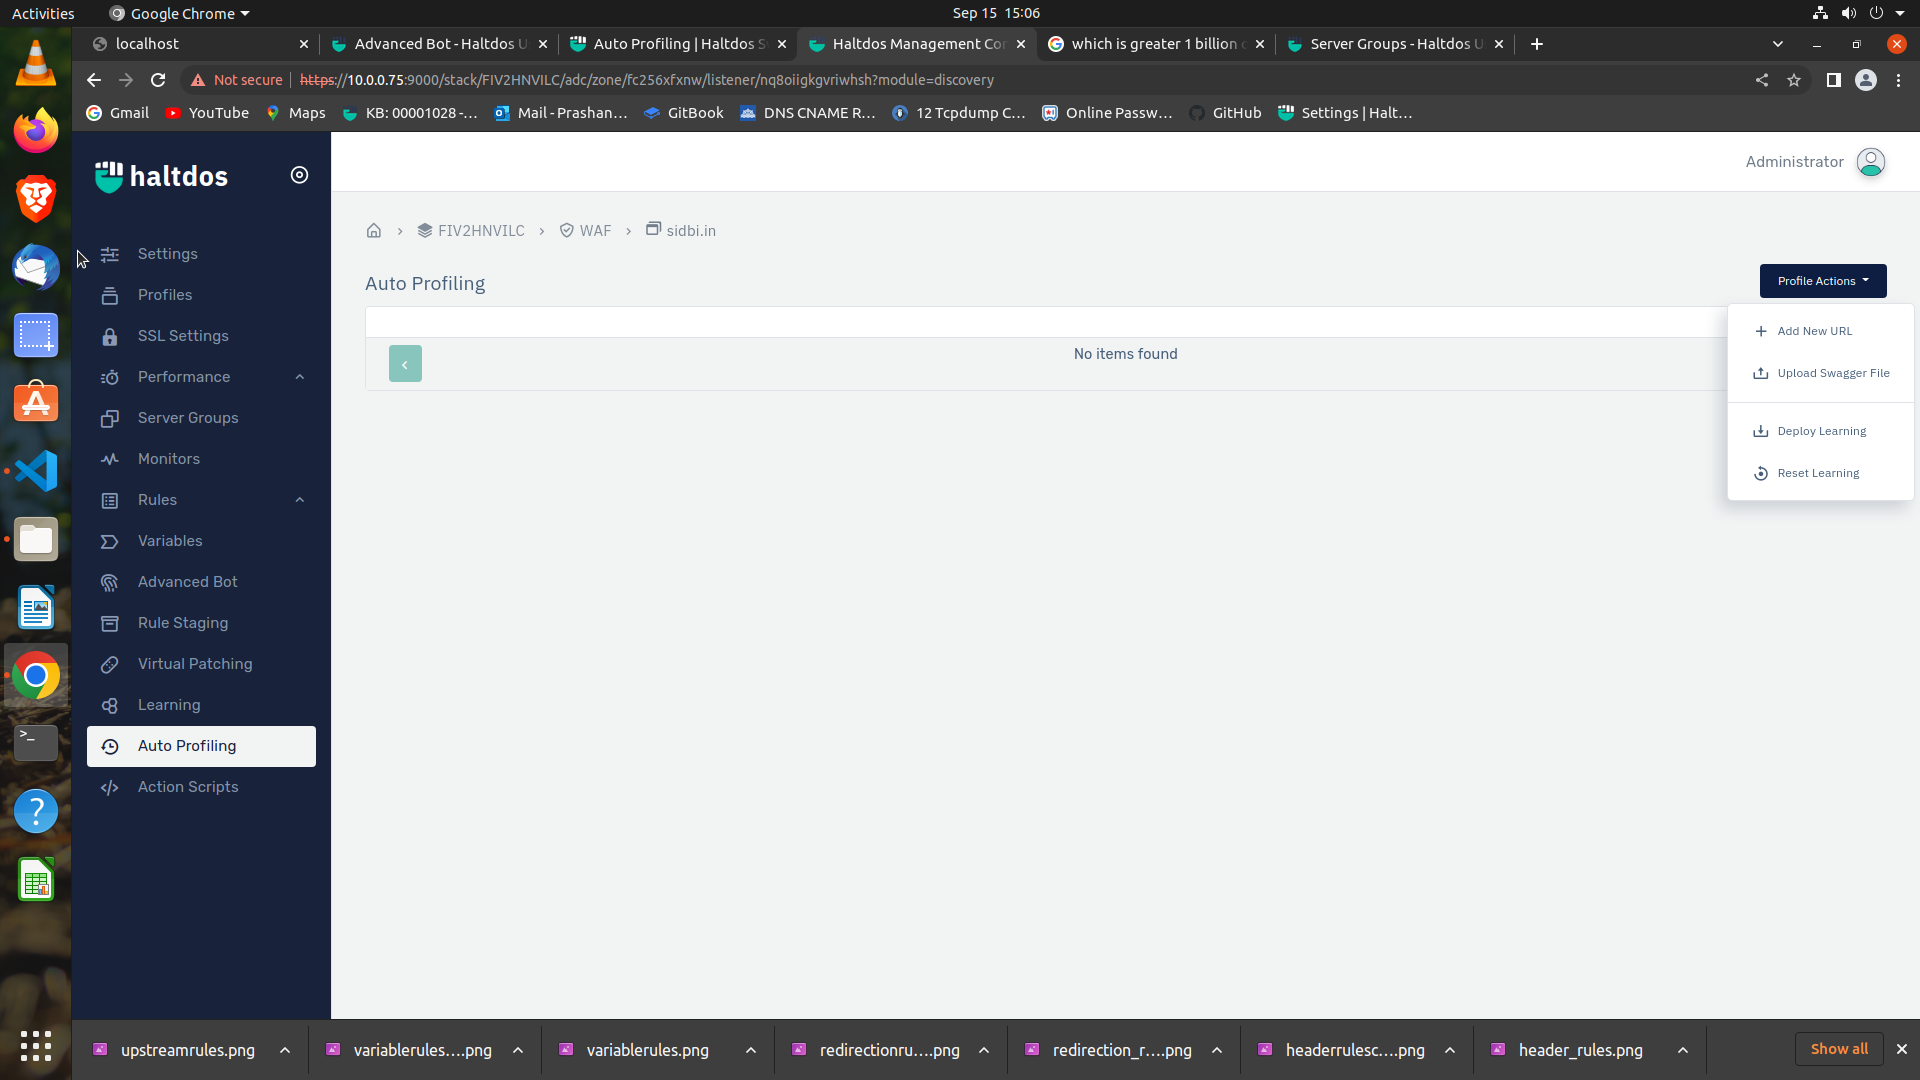 Activities
Google Chrome
Sep 15 15:06
localhost
Advanced Bot - Haltdos U
Auto Profiling | Haltdos S
Haltdos Management Con
which is greater 1 billion o
Server Groups - Haltdos U
Not secure
https://10.0.0.75:9000/stack/FIV2HNVILC/adc/zone/fc256xfxnw/listener/nq8oiigkgvriwhsh?module=discovery
Gmail
YouTube
Maps
KB: 00001028 -...
Mail - Prashan...
GitBook
DNS CNAME R...
12 Tcpdump C...
Online Passw...
GitHub
Settings | Halt...
haltdos
Administrator
FIV2HNVILC
WAF
sidbi.in
Settings
Profiles
SSL Settings
Performance
Server Groups
Monitors
Rules
Variables
Advanced Bot
Rule Staging
Virtual Patching
Learning
Auto Profiling
Action Scripts
Auto Profiling
Profile Actions
No items found
Add New URL
Upload Swagger File
Deploy Learning
Reset Learning
upstreamrules.png
variablerules....png
variablerules.png
redirectionru....png
redirection_r....png
headerrulesc....png
header_rules.png
Show all